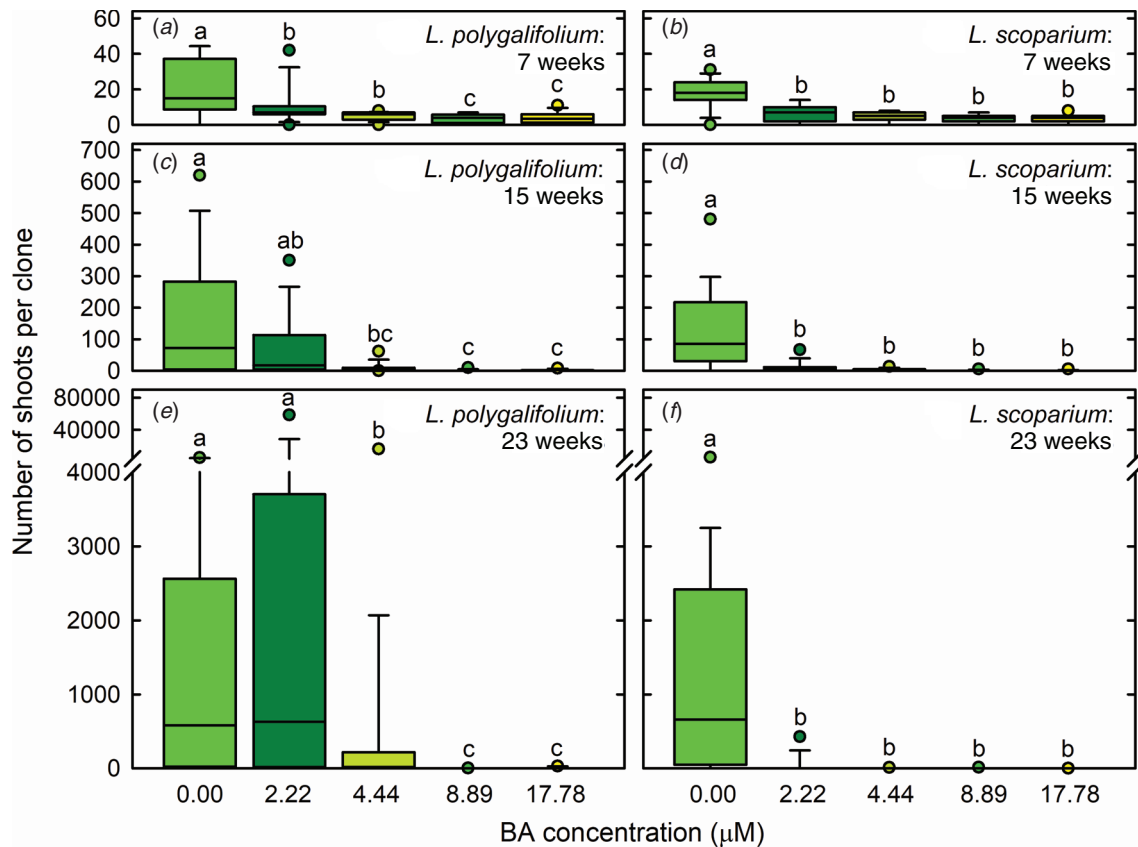 Number of shoots per clone
(a)
L. polygalifolium:
7 weeks
60
40
20
0
a
b
b
c
c
(b)
L. scoparium:
7 weeks
a
b
b
b
b
(c)
L. polygalifolium:
15 weeks
700
600
500
400
300
200
100
0
a
ab
bc
c
c
(d)
L. scoparium:
15 weeks
a
b
b
b
b
(e)
L. polygalifolium:
23 weeks
80000
40000
4000
3000
2000
1000
0
a
a
b
c
c
(f)
L. scoparium:
23 weeks
a
b
b
b
b
0.00 2.22 4.44 8.89 17.78
0.00 2.22 4.44 8.89 17.78
BA concentration (μM)